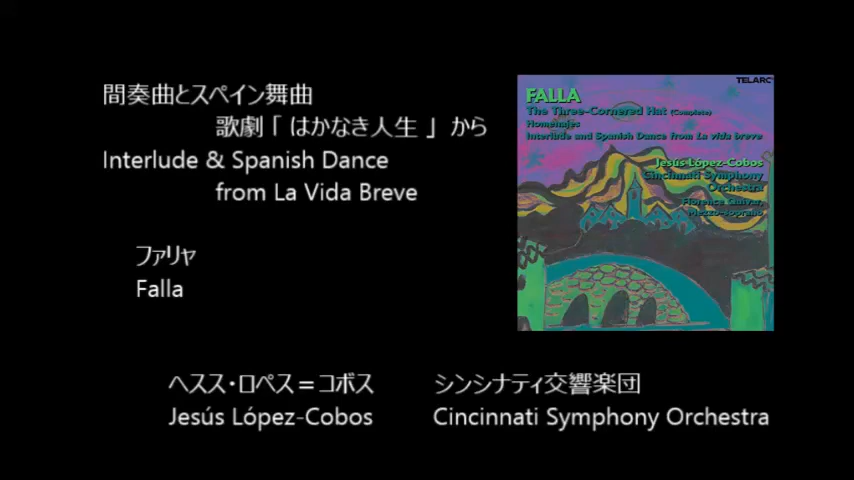 間奏曲とスペイン舞曲
歌劇「 はかなき人生 」 から
Interlude & Spanish Dance
from La Vida Breve
ファリャ
Falla
TELARC
FALLA
The Three-Cornered Hat (Complete)
Homenajes
Interlude and Spanish Dance from La vida breve
Jesús López-Cobos
Cincinnati Symphony
Orchestra
Florence Quivar,
Mezzo-soprano
ヘスス・ロペス＝コボス
シンシナティ交響楽団
Jesús López-Cobos
Cincinnati Symphony Orchestra